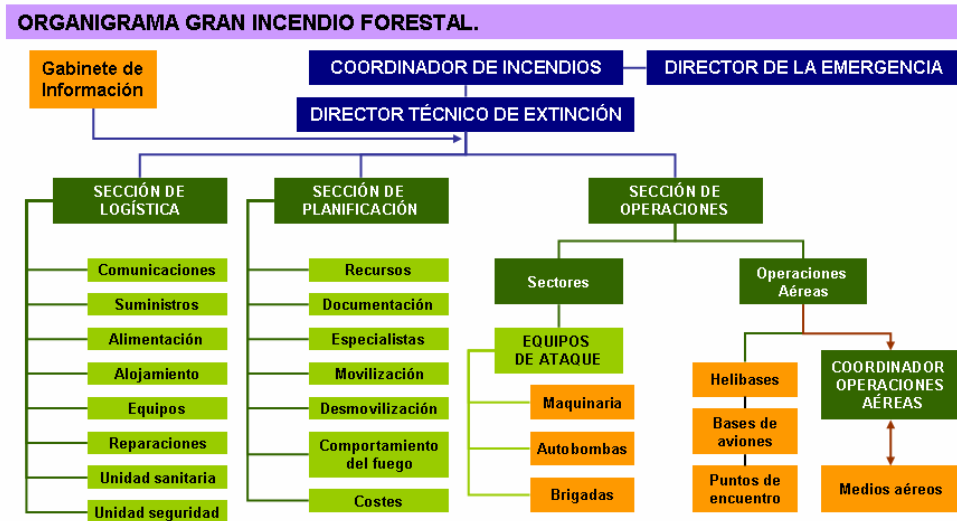 ORGANIGRAMA GRAN INCENDIO FORESTAL.
Gabinete de
Información
COORDINADOR DE INCENDIOS
DIRECTOR DE LA EMERGENCIA
DIRECTOR TÉCNICO DE EXTINCIÓN
SECCIÓN DE
LOGÍSTICA
SECCIÓN DE
PLANIFICACIÓN
SECCIÓN DE
OPERACIONES
Comunicaciones
Suministros
Alimentación
Alojamiento
Equipos
Reparaciones
Unidad sanitaria
Unidad seguridad
Recursos
Documentación
Especialistas
Movilización
Desmovilización
Comportamiento
del fuego
Costes
Sectores
EQUIPOS
DE ATAQUE
Maquinaria
Autobombas
Brigadas
Operaciones
Aéreas
Helibases
Bases de
aviones
Puntos de
encuentro
COORDINADOR
OPERACIONES
AÉREAS
Medios aéreos